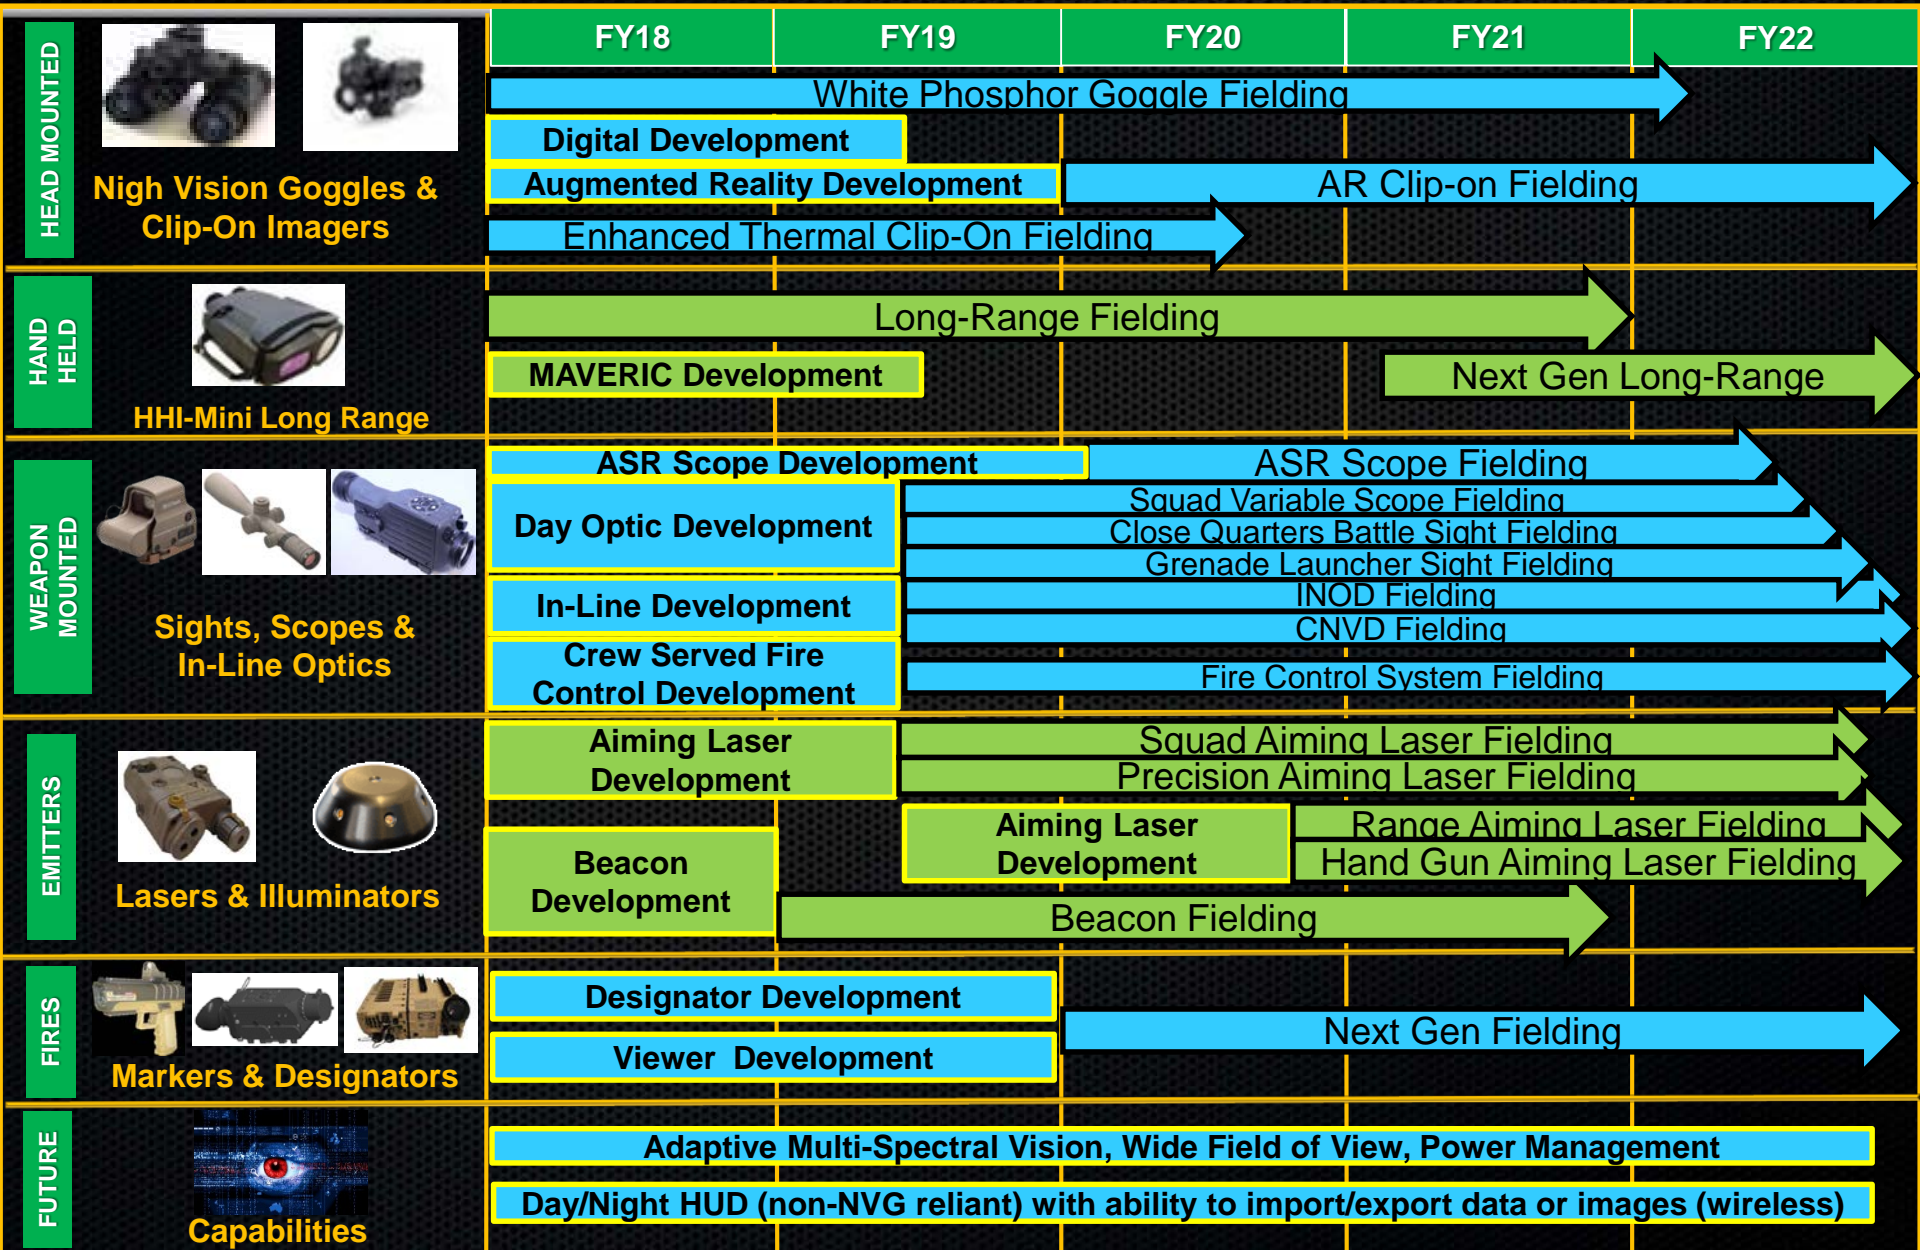 FY18
FY19
FY20
FY21
FY22
HEAD MOUNTED
Nigh Vision Goggles &
Clip-On Imagers
White Phosphor Goggle Fielding
Digital Development
Augmented Reality Development
AR Clip-on Fielding
Enhanced Thermal Clip-On Fielding
HAND
HELD
HHI-Mini Long Range
Long-Range Fielding
MAVERIC Development
Next Gen Long-Range
WEAPON
MOUNTED
Sights, Scopes &
In-Line Optics
ASR Scope Development
ASR Scope Fielding
Day Optic Development
Squad Variable Scope Fielding
Close Quarters Battle Sight Fielding
Grenade Launcher Sight Fielding
In-Line Development
INOD Fielding
CNVD Fielding
Crew Served Fire
Control Development
Fire Control System Fielding
EMITTERS
Lasers & Illuminators
Aiming Laser
Development
Squad Aiming Laser Fielding
Precision Aiming Laser Fielding
Aiming Laser
Development
Range Aiming Laser Fielding
Hand Gun Aiming Laser Fielding
Beacon
Development
Beacon Fielding
FIRES
Markers & Designators
Designator Development
Viewer Development
Next Gen Fielding
FUTURE
Capabilities
Adaptive Multi-Spectral Vision, Wide Field of View, Power Management
Day/Night HUD (non-NVG reliant) with ability to import/export data or images (wireless)